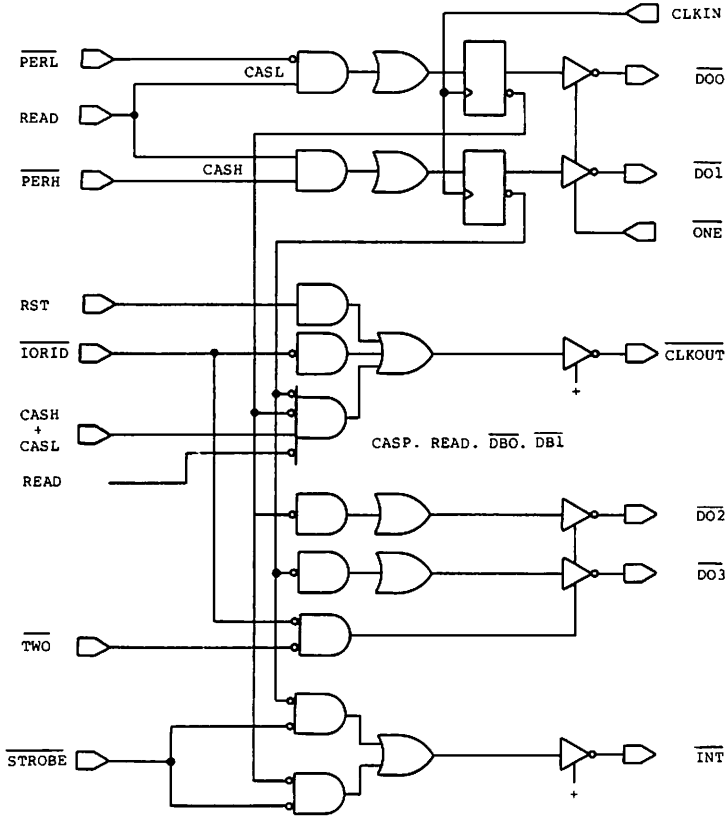 CLKIN
PERL
CASL
DO0
READ
CASH
PERH
DO1
ONE
RST
IORID
CLKOUT
+
CASH
+
CASL
CASP. READ. DBO. DB1
READ
DO2
DO3
TWO
STROBE
INT
+